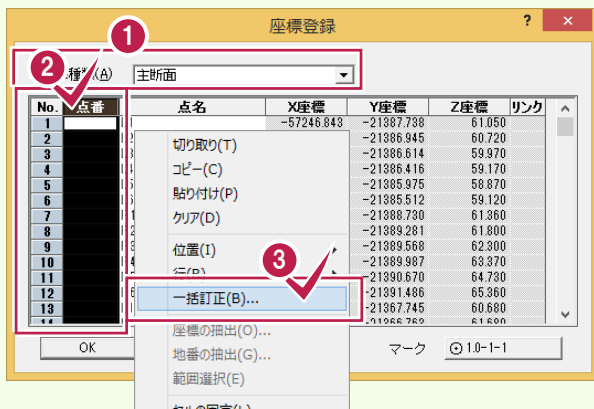 座標登録
? ×
1
2
(A) 主断面
No. 点番 点名 X座標 Y座標 Z座標 リンク
1 -57246.843 -21387.738 61.050
2 -21386.945 60.720
3 -21386.614 59.970
4 -21386.416 59.170
5 -21385.975 58.870
6 -21385.512 59.120
7 -21388.730 61.360
8 -21389.281 61.800
9 -21389.568 62.300
10 -21389.987 63.370
11 -21390.670 64.730
12 -21391.486 65.360
13 -21367.745 60.680
切り取り(T)
コピー(C)
貼り付け(P)
クリア(D)
位置(I)
3
一括訂正(B)...
座標の抽出(O)...
地番の抽出(G)...
範囲選択(E)
OK
マーク 1.0-1-1